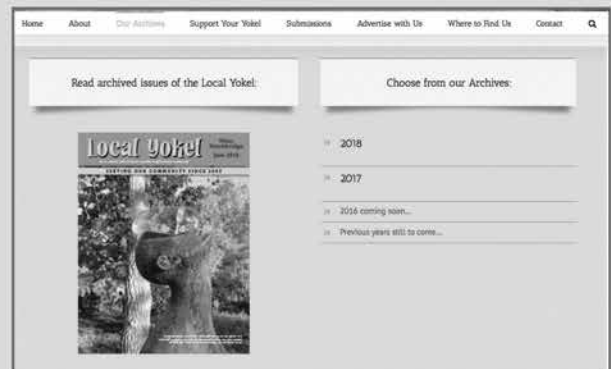 Home About Our Archives Support Your Yokel Submissions Advertise with Us Where to Find Us Contact
Read archived issues of the Local Yokel:
Choose from our Archives:
Local Yokel
June 2018
SERVING OUR COMMUNITY SINCE 2002
2018
2017
2016 coming soon...
Previous years still to come...